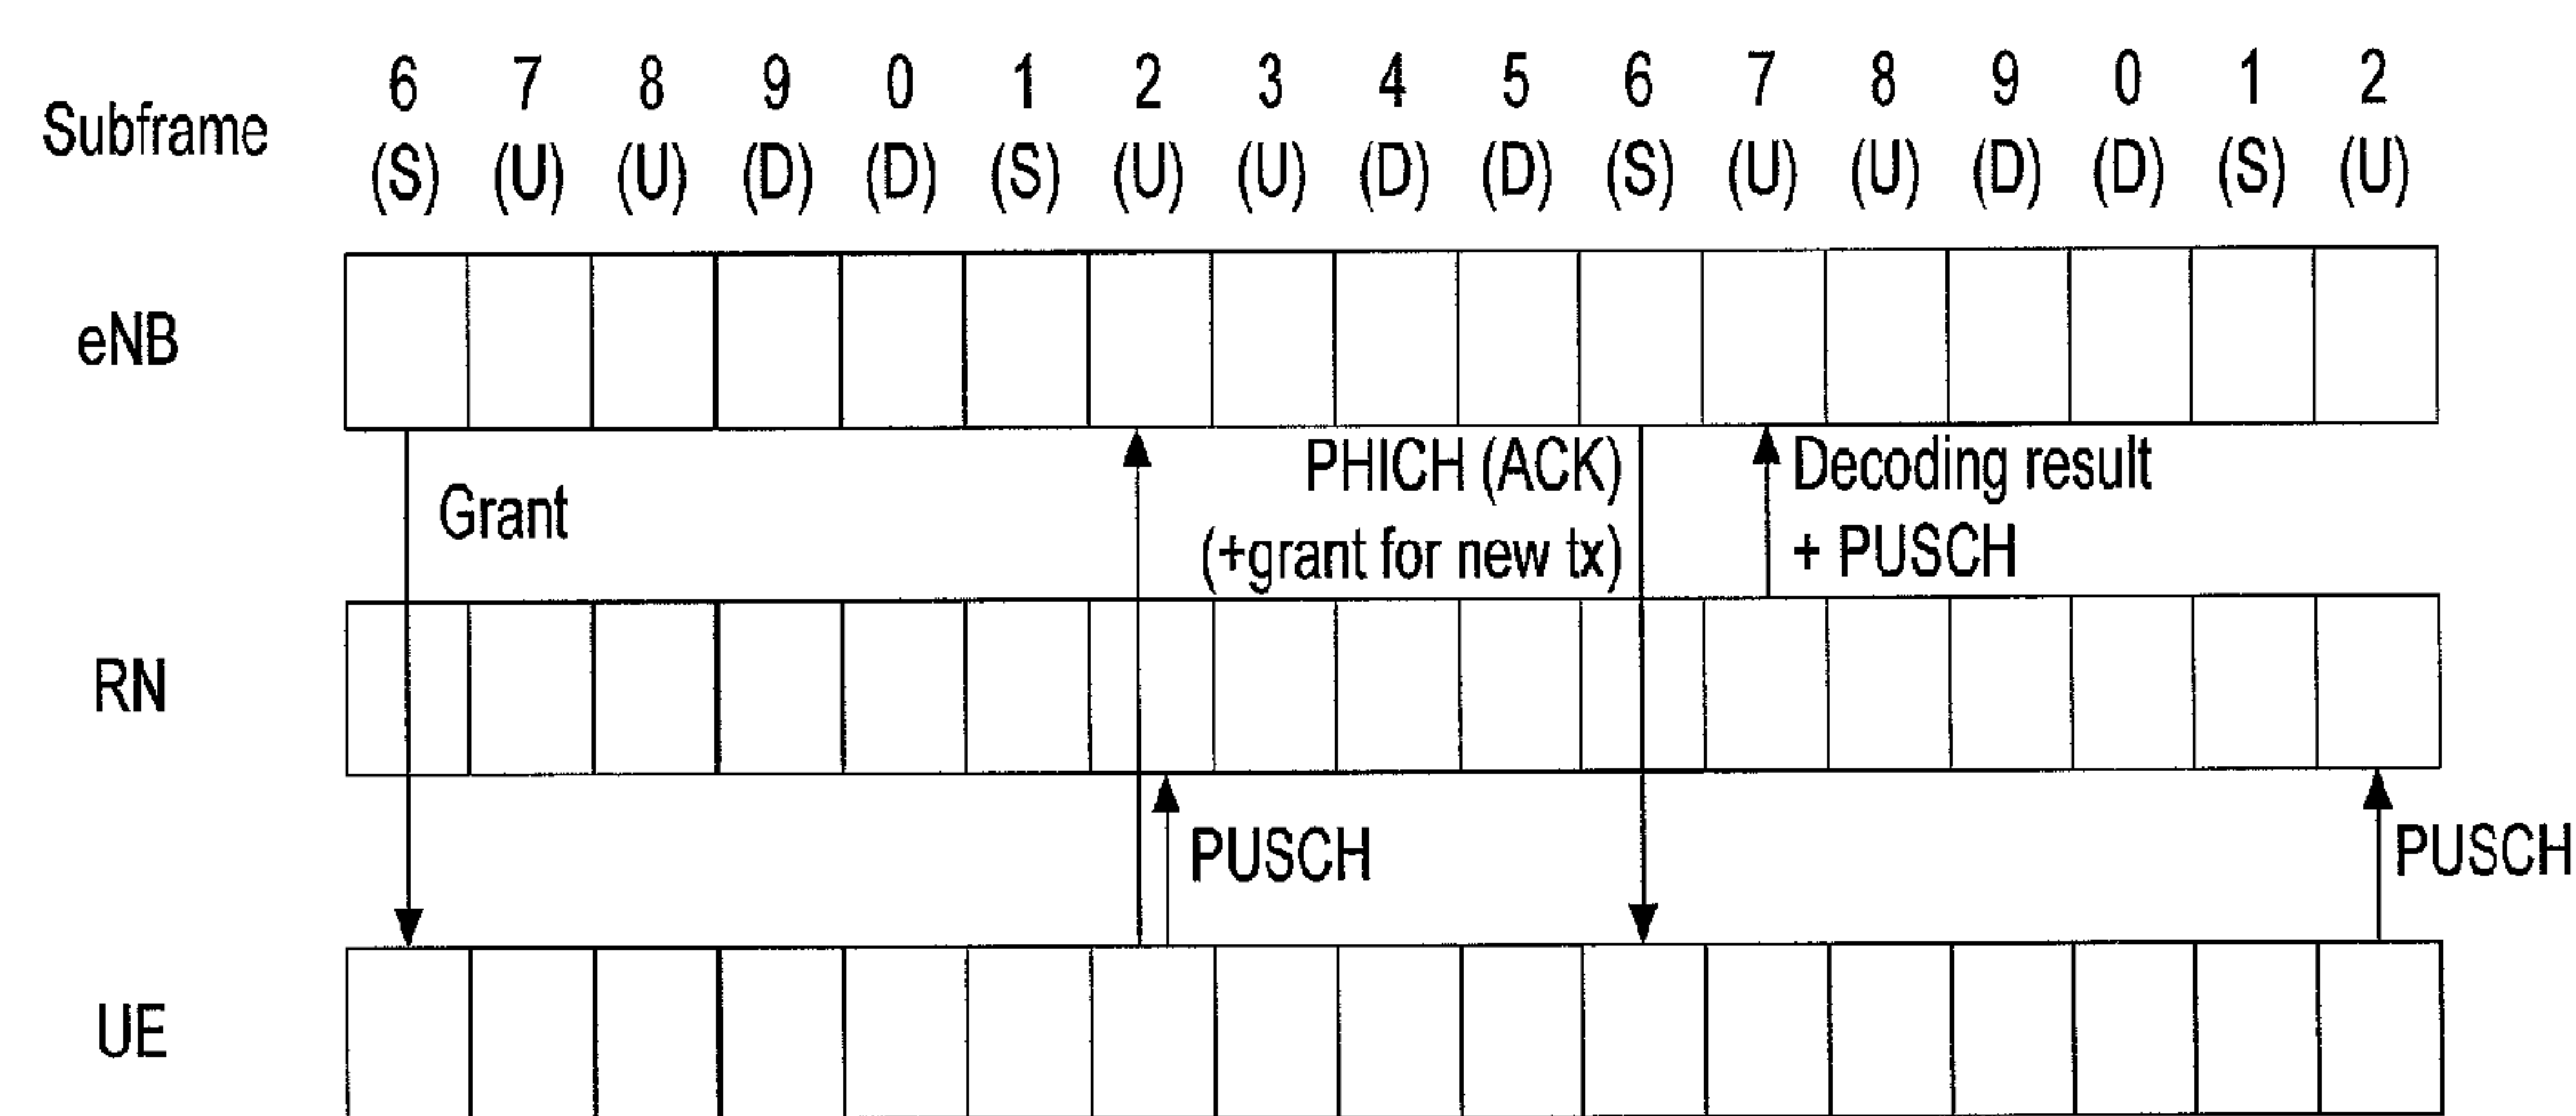 Subframe 6 7 8 9 0 1 2 3 4 5 6 7 8 9 0 1 2
(S) (U) (U) (D) (D) (S) (U) (U) (D) (D) (S) (U) (U) (D) (D) (S) (U)
eNB
Grant
PHICH (ACK)
(+grant for new tx)
Decoding result
+ PUSCH
RN
PUSCH
PUSCH
UE